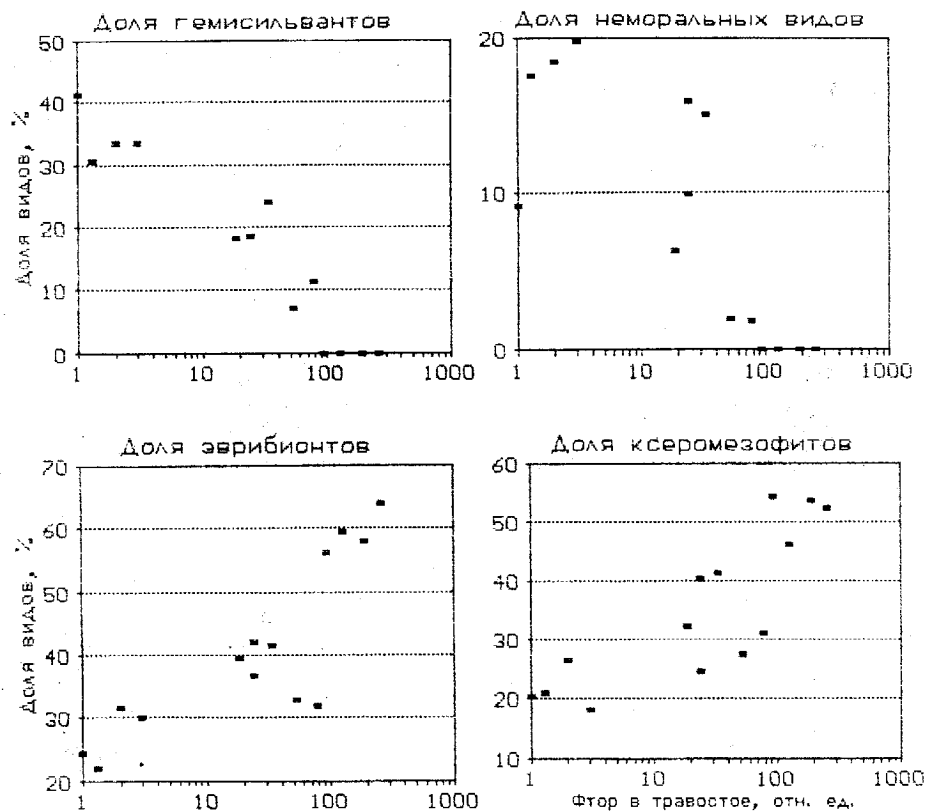 Доля гемисильвантов
50
40
30
20
10
0
Доля видов, %
1 10 100 1000
Доля неморальных видов
20
10
0
1 10 100 1000
Доля эврибионтов
70
60
50
40
30
20
Доля видов, %
1 10 100 1000
Доля ксеромезофитов
60
50
40
30
20
10
1 10 100 1000
Фтор в травостое, отн. ед.